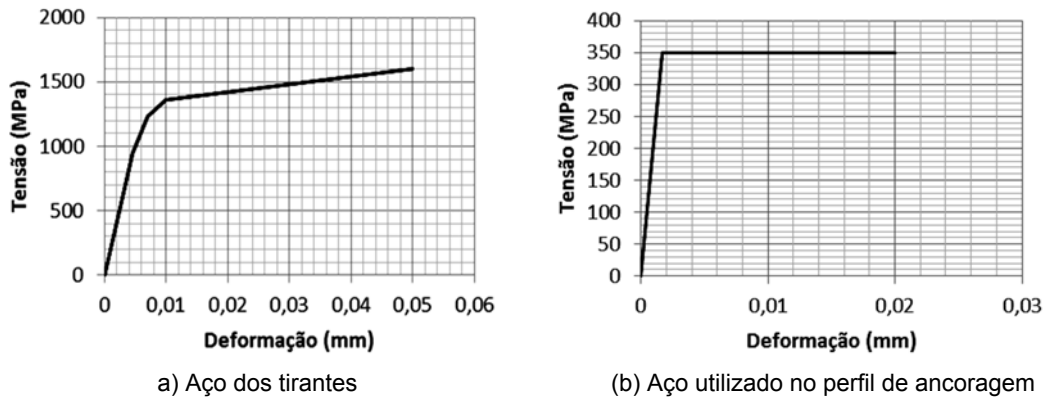 2000
1500
1000
500
0
Tensão (MPa)
0 0,01 0,02 0,03 0,04 0,05 0,06
Deformação (mm)
a) Aço dos tirantes
400
350
300
250
200
150
100
50
0
Tensão (MPa)
0 0,01 0,02 0,03
Deformação (mm)
(b) Aço utilizado no perfil de ancoragem